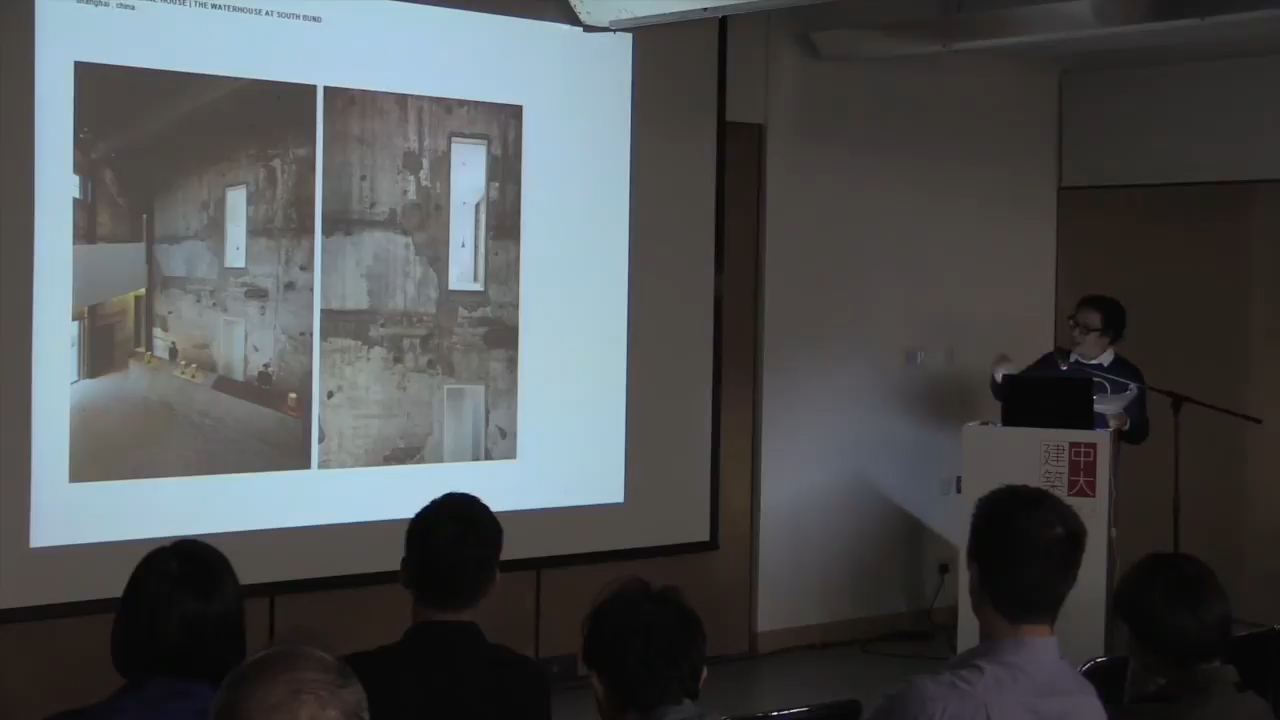 HOUSE | THE WATERHOUSE AT SOUTH BUND
shanghai , china
建築
中大